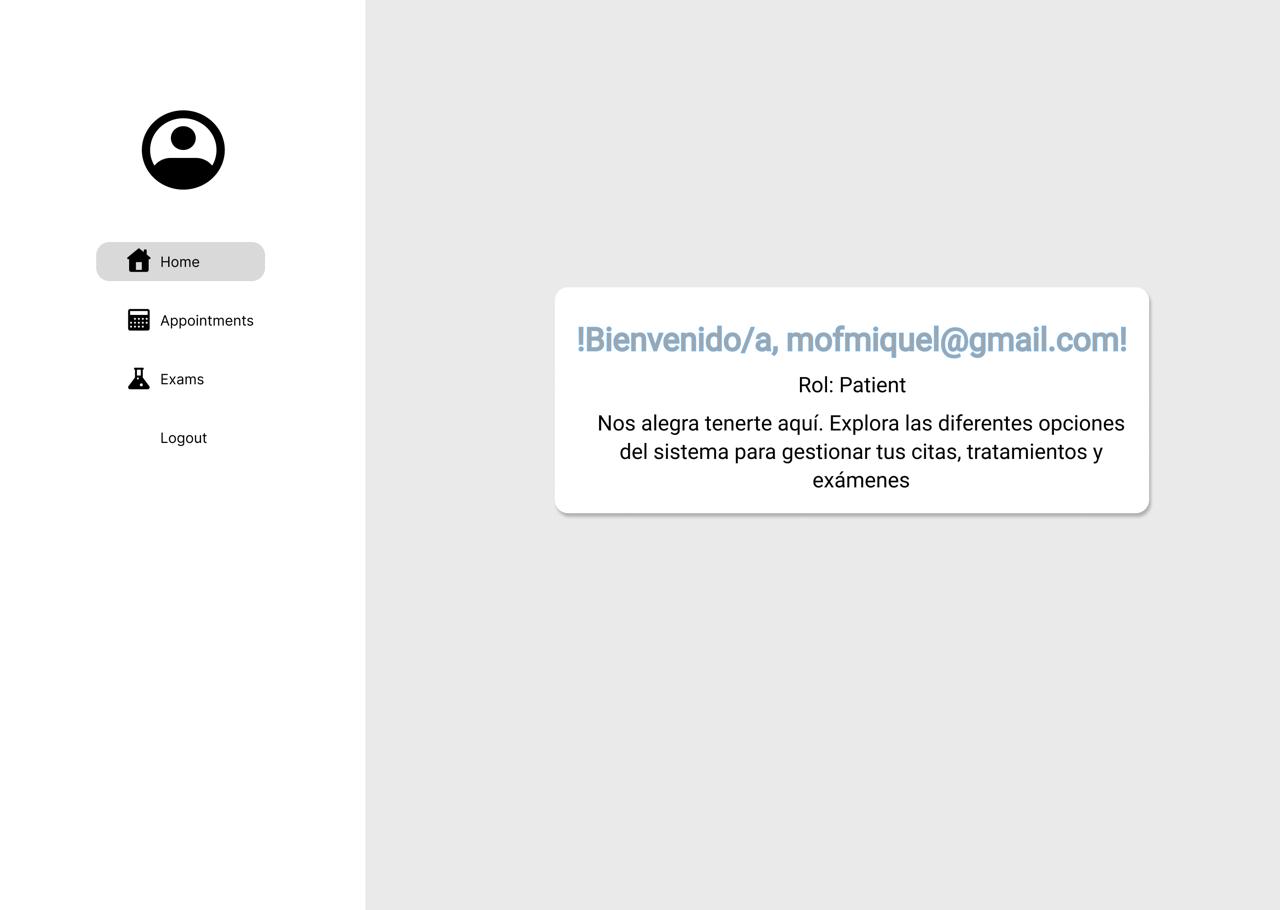 Home
Appointments
Exams
Logout
!Bienvenido/a, mofmiquel@gmail.com!
Rol: Patient
Nos alegra tenerte aquí. Explora las diferentes opciones
del sistema para gestionar tus citas, tratamientos y
exámenes